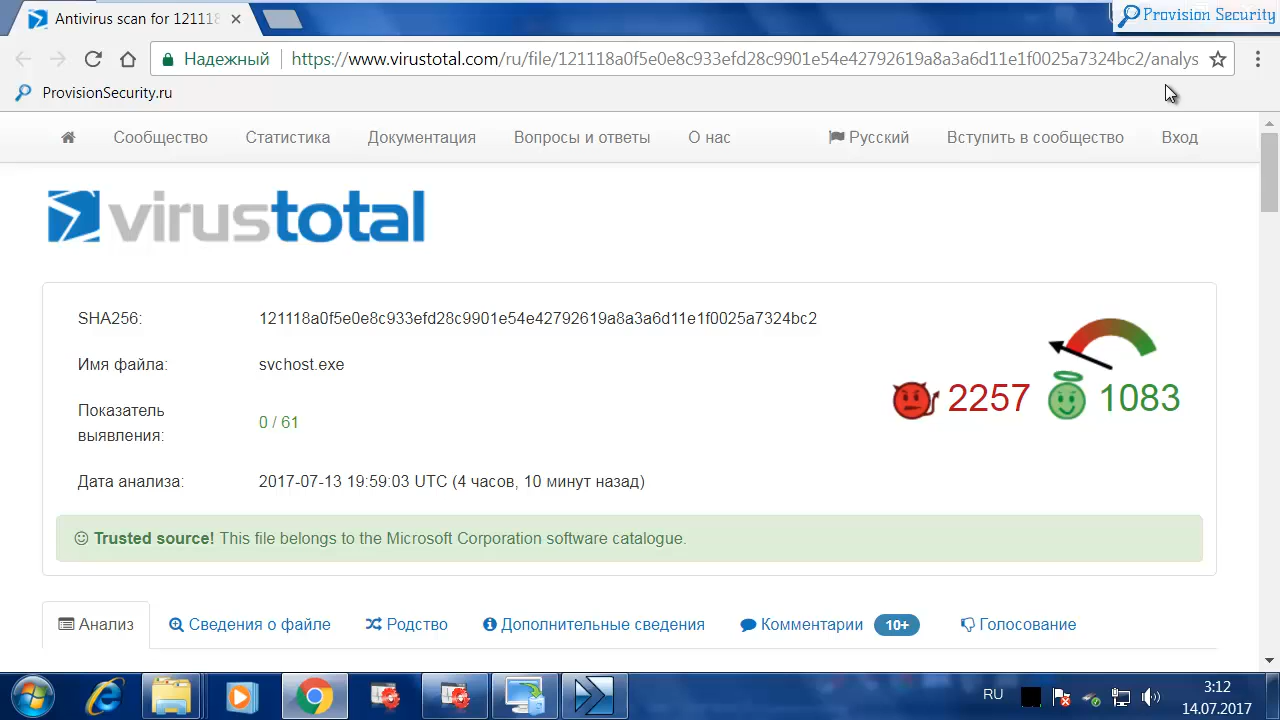 Antivirus scan for 121118
Provision Security
Надежный https://www.virustotal.com/ru/file/121118a0f5e0e8c933efd28c9901e54e42792619a8a3a6d11e1f0025a7324bc2/analys
ProvisionSecurity.ru
Сообщество Статистика Документация Вопросы и ответы О нас Русский Вступить в сообщество Вход
virustotal
SHA256: 121118a0f5e0e8c933efd28c9901e54e42792619a8a3a6d11e1f0025a7324bc2
Имя файла: svchost.exe
Показатель
выявления:
0 / 61
2257 1083
Дата анализа: 2017-07-13 19:59:03 UTC (4 часов, 10 минут назад)
Trusted source! This file belongs to the Microsoft Corporation software catalogue.
Анализ Сведения о файле Родство Дополнительные сведения Комментарии 10+ Голосование
RU
3:12
14.07.2017